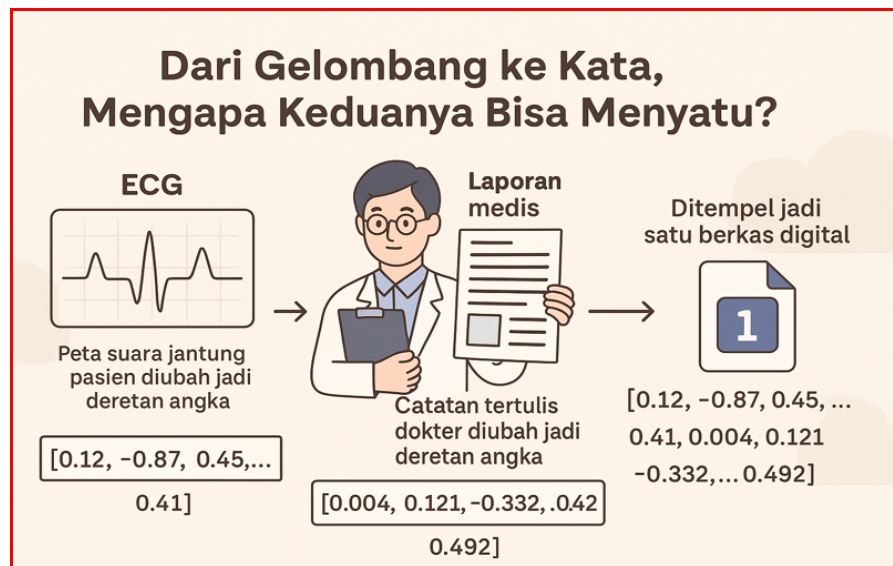 Dari Gelombang ke Kata,
Mengapa Keduanya Bisa Menyatu?
ECG
Peta suara jantung
pasien diubah jadi
deretan angka
[0.12, -0.87, 0.45,...
0.41]
Laporan
medis
Catatan tertulis
dokter diubah jadi
deretan angka
[0.004, 0.121, -0.332, .0.42
0.492]
Ditempel jadi
satu berkas digital
1
[0.12, -0.87, 0.45, ...
0.41, 0.004, 0.121
-0.332,... 0.492]